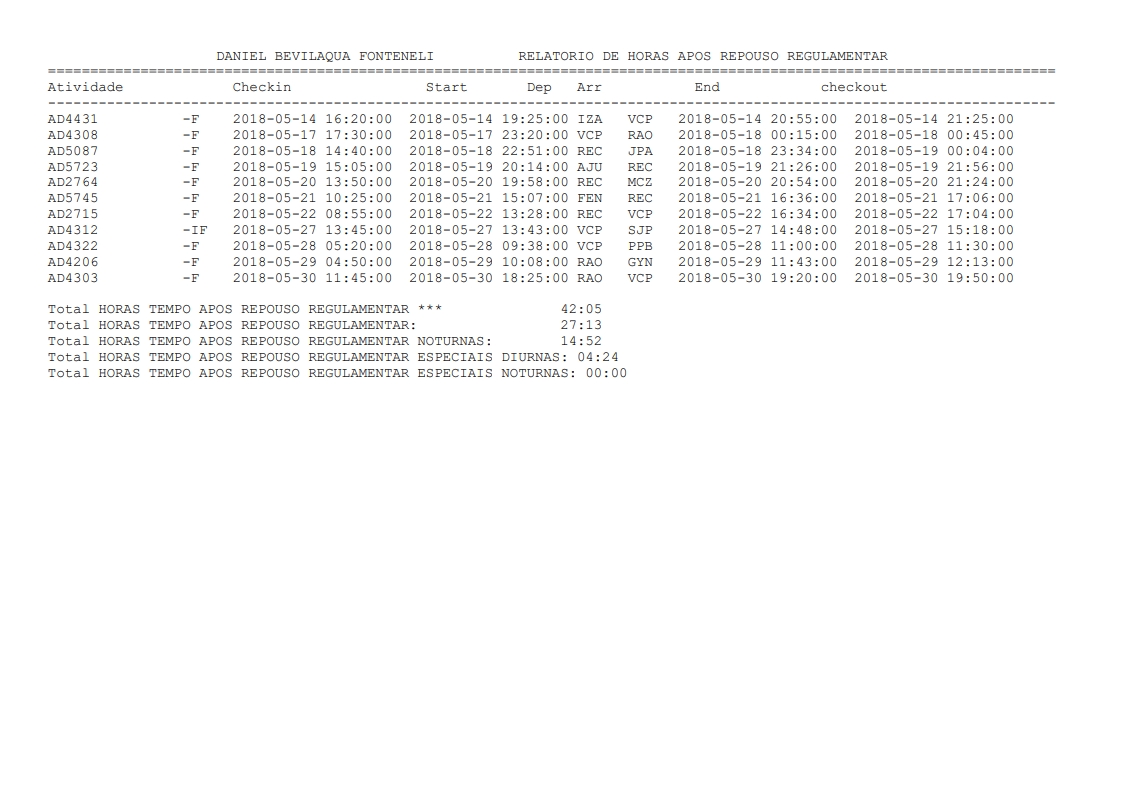 DANIEL BEVILAQUA FONTENELI          RELATORIO DE HORAS APOS REPOUSO REGULAMENTAR
========================================================================================================================
Atividade             Checkin                Start       Dep   Arr           End            checkout
------------------------------------------------------------------------------------------------------------------------
AD4431          -F    2018-05-14 16:20:00  2018-05-14 19:25:00 IZA   VCP   2018-05-14 20:55:00  2018-05-14 21:25:00
AD4308          -F    2018-05-17 17:30:00  2018-05-17 23:20:00 VCP   RAO   2018-05-18 00:15:00  2018-05-18 00:45:00
AD5087          -F    2018-05-18 14:40:00  2018-05-18 22:51:00 REC   JPA   2018-05-18 23:34:00  2018-05-19 00:04:00
AD5723          -F    2018-05-19 15:05:00  2018-05-19 20:14:00 AJU   REC   2018-05-19 21:26:00  2018-05-19 21:56:00
AD2764          -F    2018-05-20 13:50:00  2018-05-20 19:58:00 REC   MCZ   2018-05-20 20:54:00  2018-05-20 21:24:00
AD5745          -F    2018-05-21 10:25:00  2018-05-21 15:07:00 FEN   REC   2018-05-21 16:36:00  2018-05-21 17:06:00
AD2715          -F    2018-05-22 08:55:00  2018-05-22 13:28:00 REC   VCP   2018-05-22 16:34:00  2018-05-22 17:04:00
AD4312          -IF   2018-05-27 13:45:00  2018-05-27 13:43:00 VCP   SJP   2018-05-27 14:48:00  2018-05-27 15:18:00
AD4322          -F    2018-05-28 05:20:00  2018-05-28 09:38:00 VCP   PPB   2018-05-28 11:00:00  2018-05-28 11:30:00
AD4206          -F    2018-05-29 04:50:00  2018-05-29 10:08:00 RAO   GYN   2018-05-29 11:43:00  2018-05-29 12:13:00
AD4303          -F    2018-05-30 11:45:00  2018-05-30 18:25:00 RAO   VCP   2018-05-30 19:20:00  2018-05-30 19:50:00
Total HORAS TEMPO APOS REPOUSO REGULAMENTAR ***              42:05
Total HORAS TEMPO APOS REPOUSO REGULAMENTAR:                 27:13
Total HORAS TEMPO APOS REPOUSO REGULAMENTAR NOTURNAS:        14:52
Total HORAS TEMPO APOS REPOUSO REGULAMENTAR ESPECIAIS DIURNAS: 04:24
Total HORAS TEMPO APOS REPOUSO REGULAMENTAR ESPECIAIS NOTURNAS: 00:00